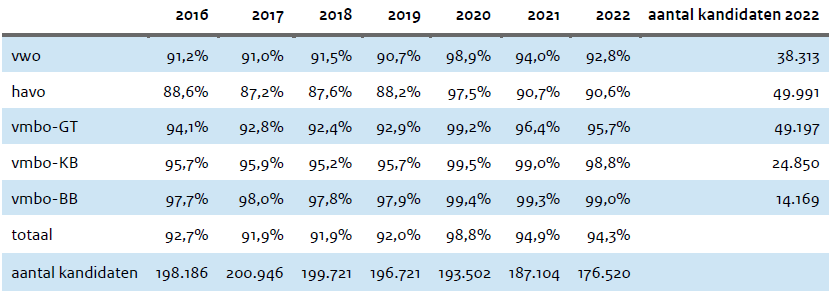 2016 2017 2018 2019 2020 2021 2022 aantal kandidaten 2022
vwo 91,2% 91,0% 91,5% 90,7% 98,9% 94,0% 92,8% 38.313
havo 88,6% 87,2% 87,6% 88,2% 97,5% 90,7% 90,6% 49.991
vmbo-GT 94,1% 92,8% 92,4% 92,9% 99,2% 96,4% 95,7% 49.197
vmbo-KB 95,7% 95,9% 95,2% 95,7% 99,5% 99,0% 98,8% 24.850
vmbo-BB 97,7% 98,0% 97,8% 97,9% 99,4% 99,3% 99,0% 14.169
totaal 92,7% 91,9% 91,9% 92,0% 98,8% 94,9% 94,3%
aantal kandidaten 198.186 200.946 199.721 196.721 193.502 187.104 176.520